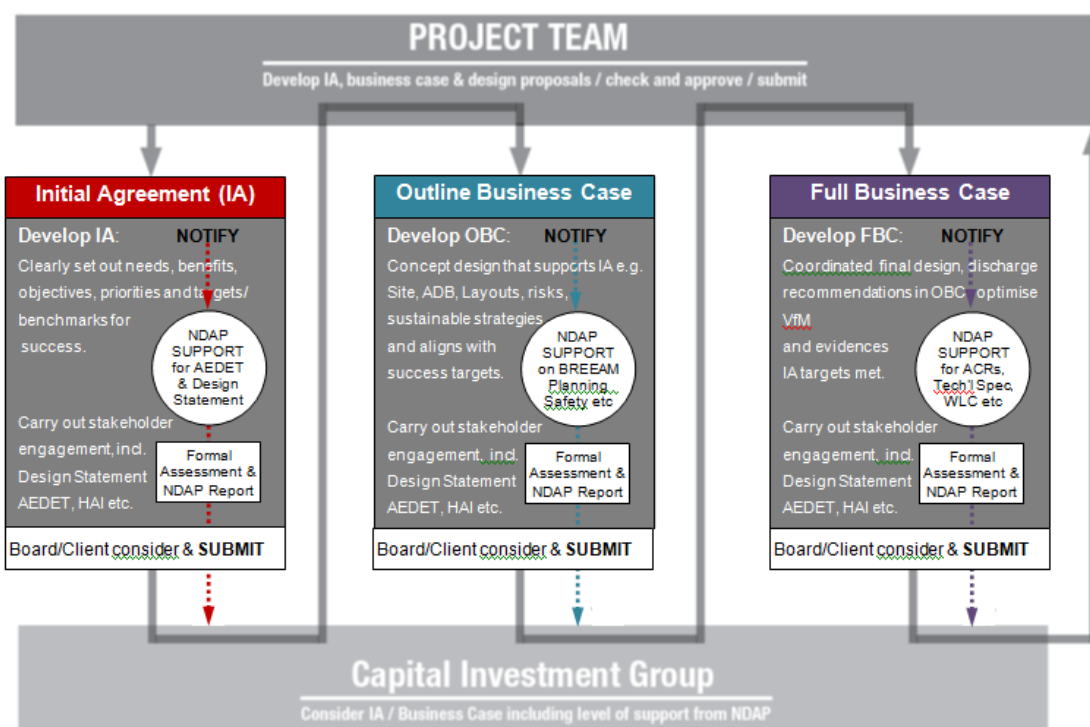 PROJECT TEAM
Develop IA, business case & design proposals / check and approve / submit
Initial Agreement (IA)
Develop IA:
NOTIFY
Clearly set out needs, benefits,
objectives, priorities and targets/
benchmarks for
success.
NDAP
SUPPORT
for AEDET
& Design
Statement
Carry out stakeholder
engagement, incl.
Design Statement
AEDET, HAI etc.
Formal
Assessment &
NDAP Report
Board/Client consider & SUBMIT
Outline Business Case
Develop OBC:
NOTIFY
Concept design that supports IA e.g.
Site, ADB, Layouts, risks,
sustainable strategies
and aligns with
success targets.
NDAP
SUPPORT
on BREEAM
Planning
Safety etc
Carry out stakeholder
engagement, incl.
Design Statement
AEDET, HAI etc.
Formal
Assessment &
NDAP Report
Board/Client consider & SUBMIT
Full Business Case
Develop FBC:
NOTIFY
Coordinated final design, discharge
recommendations in OBC, optimise
VfM
and evidences
IA targets met.
NDAP
SUPPORT
for ACRs,
Tech'l Spec,
WLC etc
Carry out stakeholder
engagement, incl.
Design Statement
AEDET, HAI etc.
Formal
Assessment &
NDAP Report
Board/Client consider & SUBMIT
Capital Investment Group
Consider IA / Business Case including level of support from NDAP